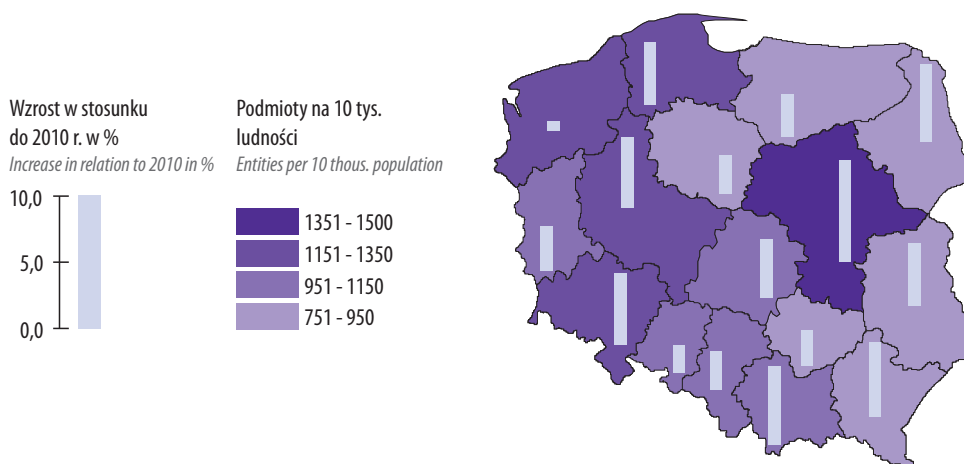 Wzrost w stosunku
do 2010 r. w %
Increase in relation to 2010 in %
10,0
5,0
0,0
Podmioty na 10 tys.
ludności
Entities per 10 thous. population
1351 - 1500
1151 - 1350
951 - 1150
751 - 950